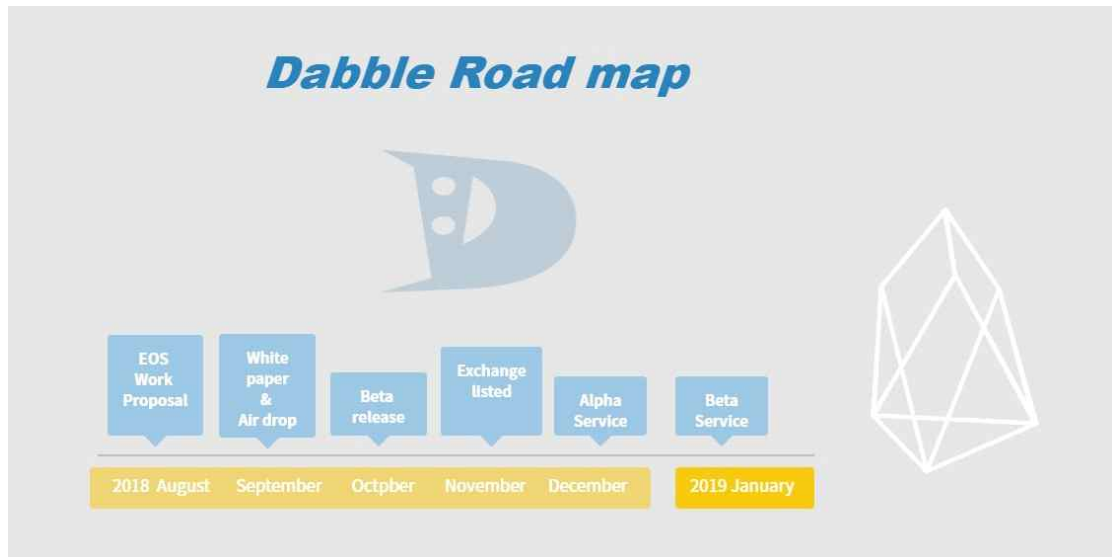 Dabble Road map
EOS
Work
Proposal
White
paper
&
Air drop
Beta
release
Exchange
listed
Alpha
Service
Beta
Service
2018 August September Octpber November December 2019 January